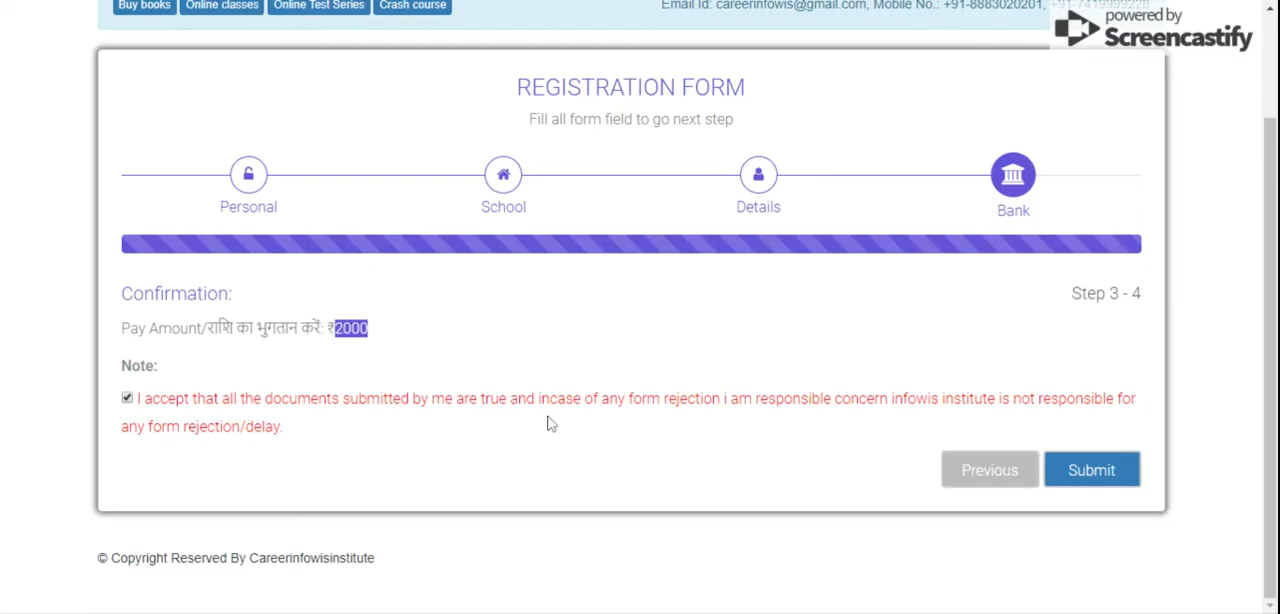 Buy books Online classes Online Test Series Crash course
Email Id: careerinfowis@gmail.com, Mobile No.: +91-8883020201, +91-7419999228
powered by
Screencastify
REGISTRATION FORM
Fill all form field to go next step
Personal School Details Bank
Confirmation: Step 3 - 4
Pay Amount/राशि का भुगतान करें: ₹2000
Note:
I accept that all the documents submitted by me are true and incase of any form rejection i am responsible concern infowis institute is not responsible for
any form rejection/delay.
Previous Submit
© Copyright Reserved By Careerinfowisinstitute